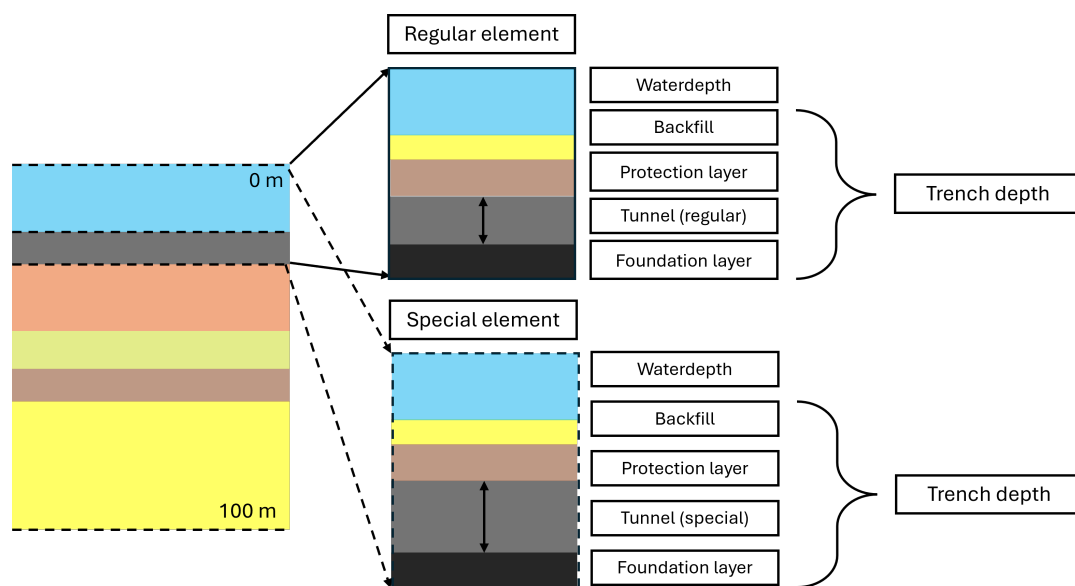 Regular element
Waterdepth
Backfill
Protection layer
Tunnel (regular)
Foundation layer
Trench depth
0 m
100 m
Special element
Waterdepth
Backfill
Protection layer
Tunnel (special)
Foundation layer
Trench depth